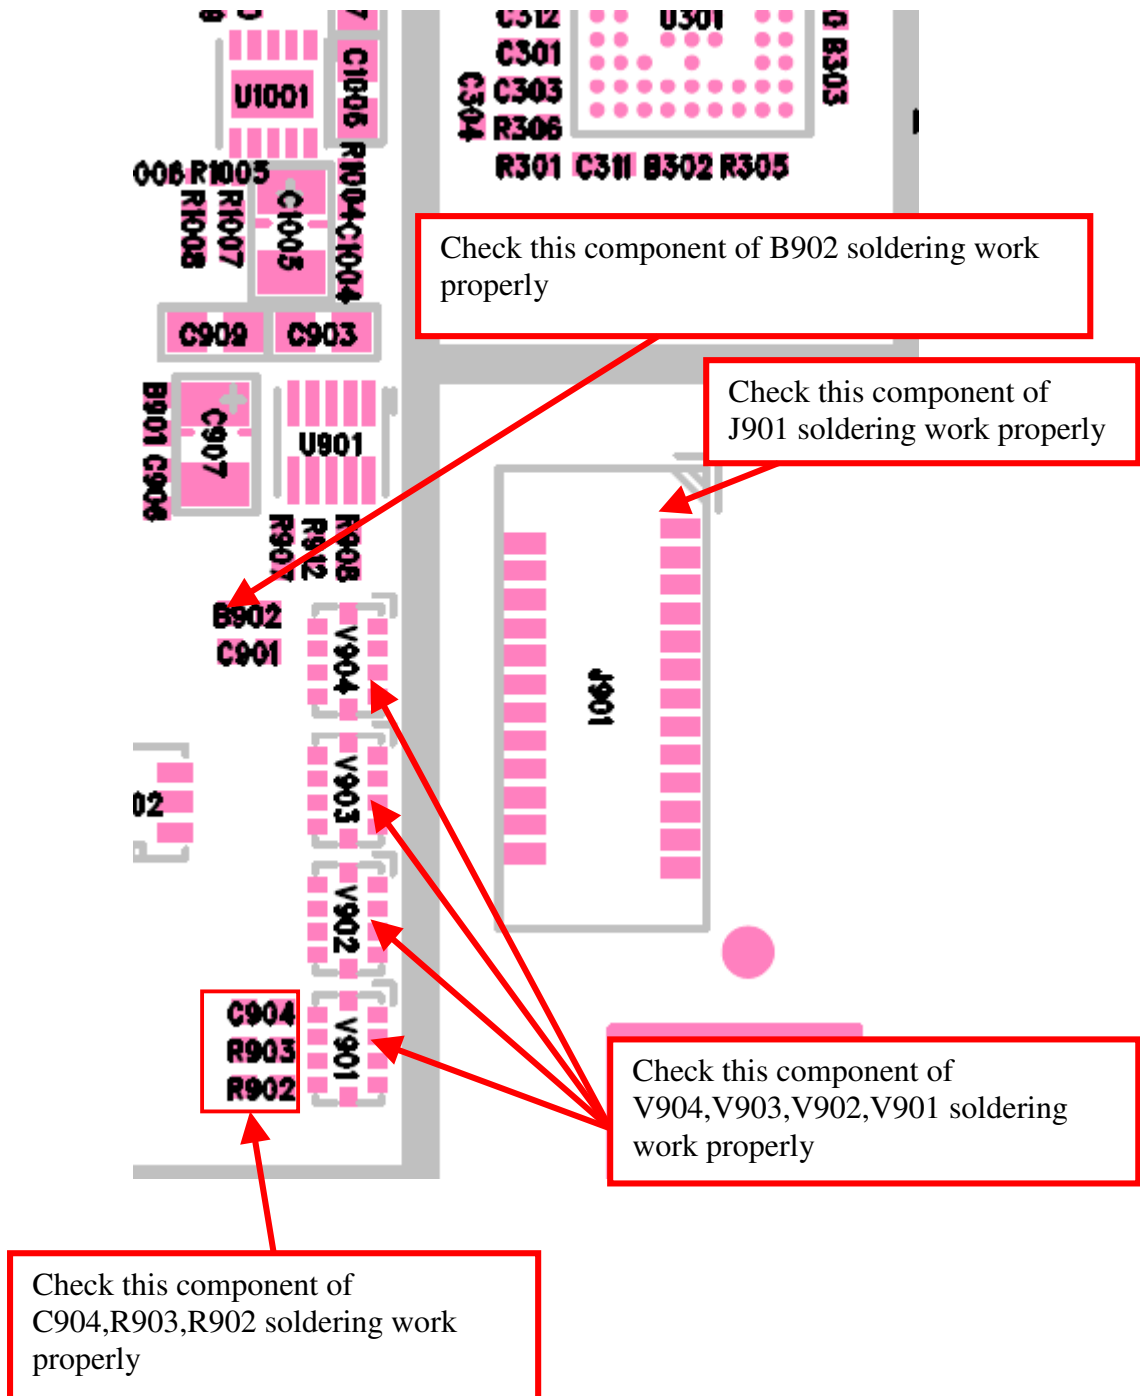 C312
U301
C301
B303
C304
C303
R306
R301 C311 B302 R305
U1001
C1006
006 R1003
R1004
R1008
R1007
C1005
C1004
Check this component of B902 soldering work
properly
C909
C903
Check this component of
J901 soldering work properly
B901
C907
U901
C906
R907
R912
R908
B902
C901
V904
J901
V903
02
V902
C904
R903
R902
V901
Check this component of
V904,V903,V902,V901 soldering
work properly
Check this component of
C904,R903,R902 soldering work
properly